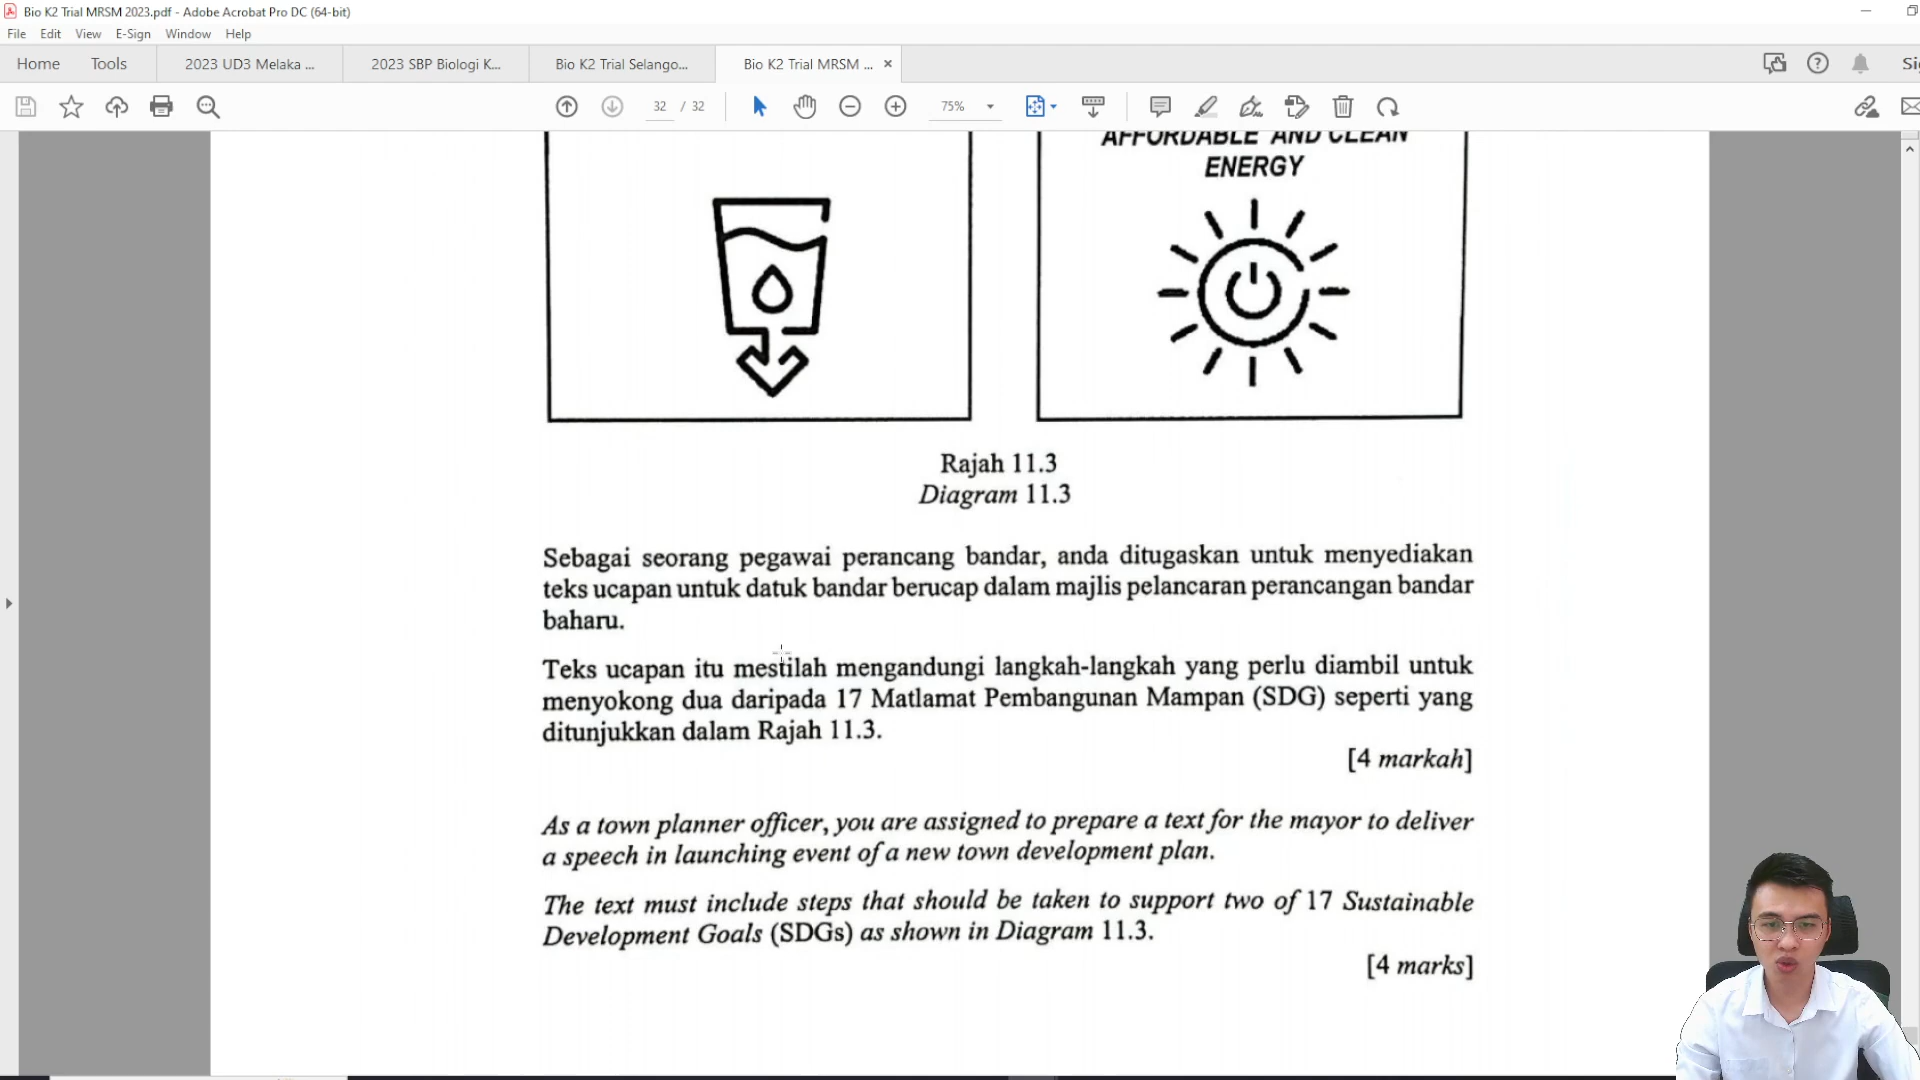 Bio K2 Trial MRSM 2023.pdf - Adobe Acrobat Pro DC (64-bit)
File Edit View E-Sign Window Help
Home Tools 2023 UD3 Melaka ... 2023 SBP Biologi K... Bio K2 Trial Selango... Bio K2 Trial MRSM ... ×
32 / 32 75%
AFFORDABLE AND CLEAN
ENERGY
Rajah 11.3
Diagram 11.3
Sebagai seorang pegawai perancang bandar, anda ditugaskan untuk menyediakan
teks ucapan untuk datuk bandar berucap dalam majlis pelancaran perancangan bandar
baharu.
Teks ucapan itu mestilah mengandungi langkah-langkah yang perlu diambil untuk
menyokong dua daripada 17 Matlamat Pembangunan Mampan (SDG) seperti yang
ditunjukkan dalam Rajah 11.3.
[4 markah]
As a town planner officer, you are assigned to prepare a text for the mayor to deliver
a speech in launching event of a new town development plan.
The text must include steps that should be taken to support two of 17 Sustainable
Development Goals (SDGs) as shown in Diagram 11.3.
[4 marks]